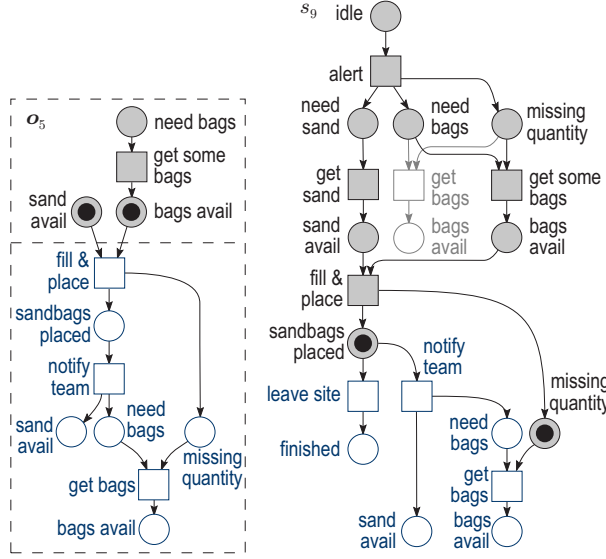 o5
need bags
get some
bags
sand
avail
bags avail
fill &
place
sandbags
placed
notify
team
sand
avail
need
bags
missing
quantity
get bags
bags avail
s9
idle
alert
need
sand
need
bags
missing
quantity
get
sand
get
bags
get some
bags
sand
avail
bags
avail
bags
avail
fill &
place
sandbags
placed
notify
team
missing
quantity
leave site
need
bags
finished
get
bags
sand
avail
bags
avail